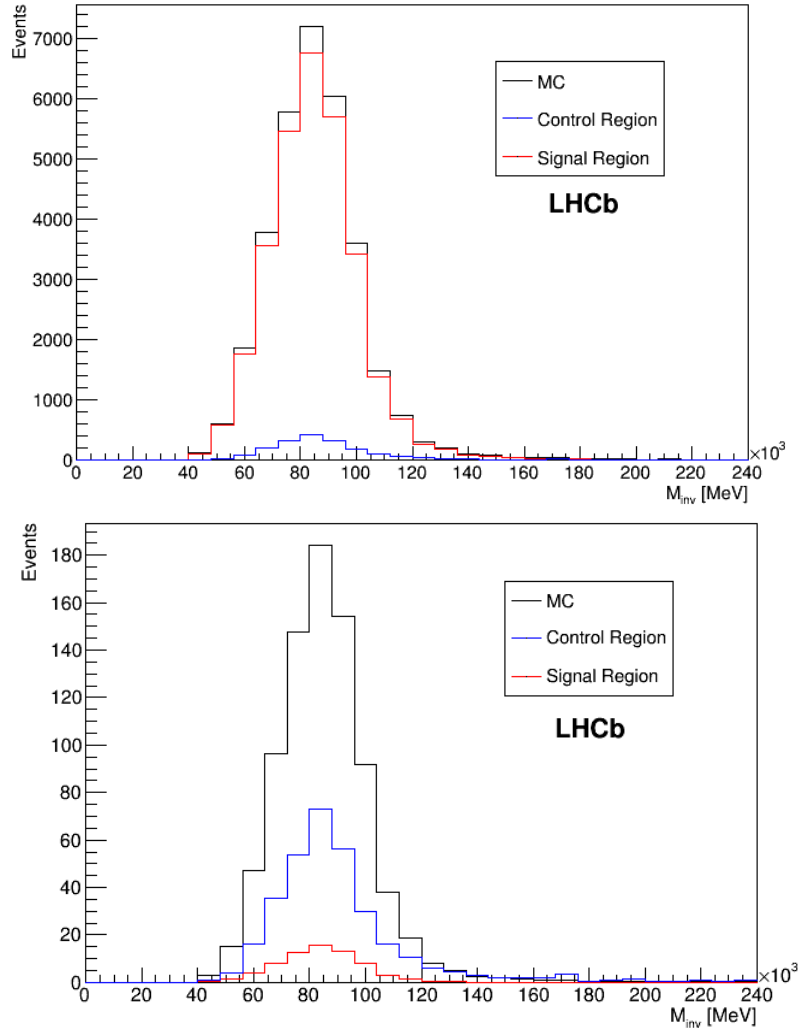 Events
7000
6000
5000
4000
3000
2000
1000
0
MC
Control Region
Signal Region
LHCb
0 20 40 60 80 100 120 140 160 180 200 220 240
×10³
M_inv [MeV]
Events
180
160
140
120
100
80
60
40
20
0
MC
Control Region
Signal Region
LHCb
0 20 40 60 80 100 120 140 160 180 200 220 240
×10³
M_inv [MeV]